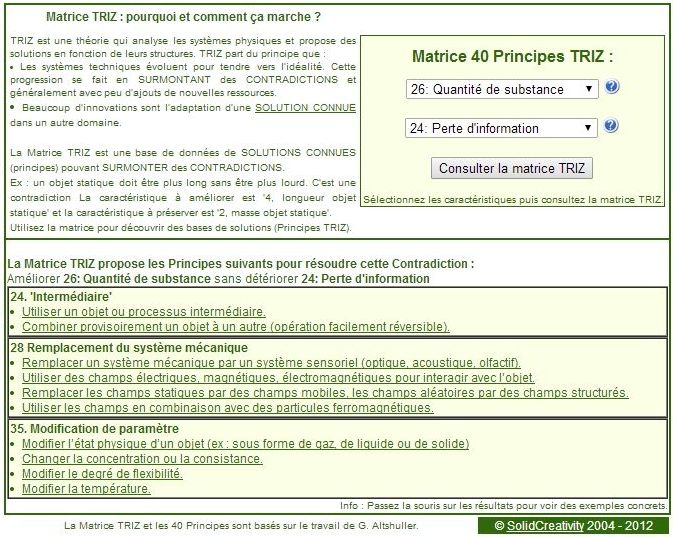 Matrice TRIZ : pourquoi et comment ça marche ?
TRIZ est une théorie qui analyse les systèmes physiques et propose des
solutions en fonction de leurs structures. TRIZ part du principe que :
• Les systèmes techniques évoluent pour tendre vers l'idéalité. Cette
progression se fait en SURMONTANT des CONTRADICTIONS et
généralement avec peu d'ajouts de nouvelles ressources.
• Beaucoup d'innovations sont l'adaptation d'une SOLUTION CONNUE
dans un autre domaine.
La Matrice TRIZ est une base de données de SOLUTIONS CONNUES
(principes) pouvant SURMONTER des CONTRADICTIONS.
Ex : un objet statique doit être plus long sans être plus lourd. C'est une
contradiction La caractéristique à améliorer est '4, longueur objet
statique' et la caractéristique à préserver est '2, masse objet statique'.
Utilisez la matrice pour découvrir des bases de solutions (Principes TRIZ).
Matrice 40 Principes TRIZ :
26: Quantité de substance
24: Perte d'information
Consulter la matrice TRIZ
Sélectionnez les caractéristiques puis consultez la matrice TRIZ.
La Matrice TRIZ propose les Principes suivants pour résoudre cette Contradiction :
Améliorer 26: Quantité de substance sans détériorer 24: Perte d'information
24. 'Intermédiaire'
• Utiliser un objet ou processus intermédiaire.
• Combiner provisoirement un objet à un autre (opération facilement réversible).
28 Remplacement du système mécanique
• Remplacer un système mécanique par un système sensoriel (optique, acoustique, olfactif).
• Utiliser des champs électriques, magnétiques, électromagnétiques pour interagir avec l'objet.
• Remplacer les champs statiques par des champs mobiles, les champs aléatoires par des champs structurés.
• Utiliser les champs en combinaison avec des particules ferromagnétiques.
35. Modification de paramètre
• Modifier l'état physique d'un objet (ex : sous forme de gaz, de liquide ou de solide)
• Changer la concentration ou la consistance.
• Modifier le degré de flexibilité.
• Modifier la température.
Info : Passez la souris sur les résultats pour voir des exemples concrets.
La Matrice TRIZ et les 40 Principes sont basés sur le travail de G. Altshuller.
© SolidCreativity 2004 - 2012